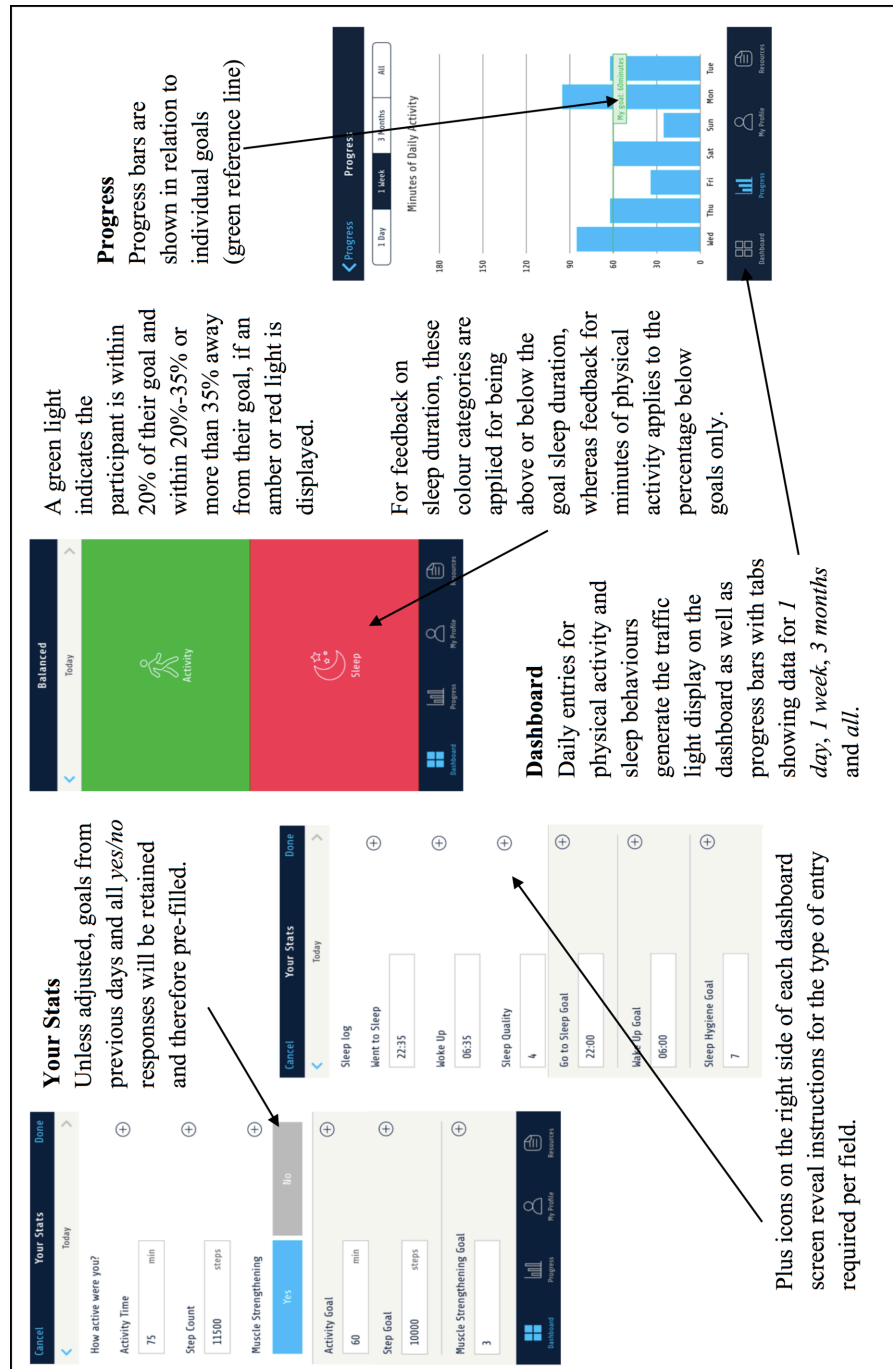 Cancel Your Stats Done
Today
How active were you?
Activity Time
75 min
Step Count
11500 steps
Muscle Strengthening
Yes No
Activity Goal
60 min
Step Goal
10000 steps
Muscle Strengthening Goal
3
Dashboard Progress My Profile Resources
Your Stats
Unless adjusted, goals from
previous days and all yes/no
responses will be retained
and therefore pre-filled.
Cancel Your Stats Done
Today
Sleep log
Went to Sleep
22:35
Woke Up
06:35
Sleep Quality
4
Go to Sleep Goal
22:00
Woke Up Goal
06:00
Sleep Hygiene Goal
7
Plus icons on the right side of each dashboard
screen reveal instructions for the type of entry
required per field.
Balanced
Today
Activity
Sleep
Dashboard Progress My Profile Resources
A green light
indicates the
participant is within
20% of their goal and
within 20%-35% or
more than 35% away
from their goal, if an
amber or red light is
displayed.
For feedback on
sleep duration, these
colour categories are
applied for being
above or below the
goal sleep duration,
whereas feedback for
minutes of physical
activity applies to the
percentage below
goals only.
Dashboard
Daily entries for
physical activity and
sleep behaviours
generate the traffic
light display on the
dashboard as well as
progress bars with tabs
showing data for 1
day, 1 week, 3 months
and all.
Progress
Progress bars are
shown in relation to
individual goals
(green reference line)
Progress Progress
1 Day 1 Week 3 Months All
Minutes of Daily Activity
180
150
120
90
60
30
0
My goal: 60minutes
Wed Thu Fri Sat Sun Mon Tue
Dashboard Progress My Profile Resources